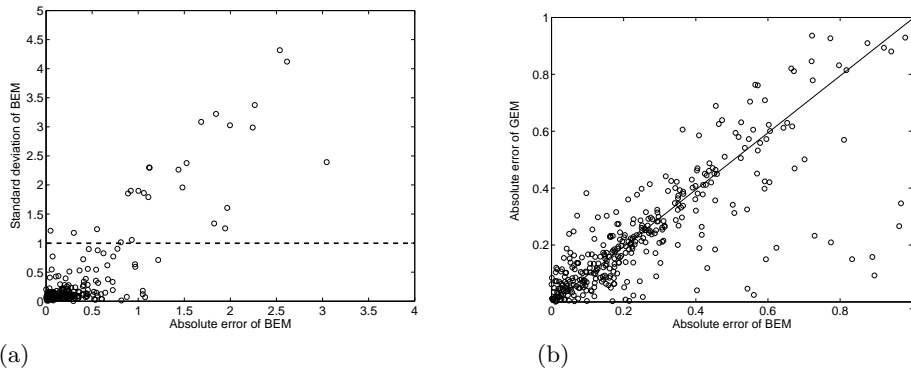 5
4.5
4
3.5
3
2.5
2
1.5
1
0.5
0
Standard deviation of BEM
0 0.5 1 1.5 2 2.5 3 3.5 4
Absolute error of BEM
(a)
1
0.8
0.6
0.4
0.2
Absolute error of GEM
0 0.2 0.4 0.6 0.8 1
Absolute error of BEM
(b)